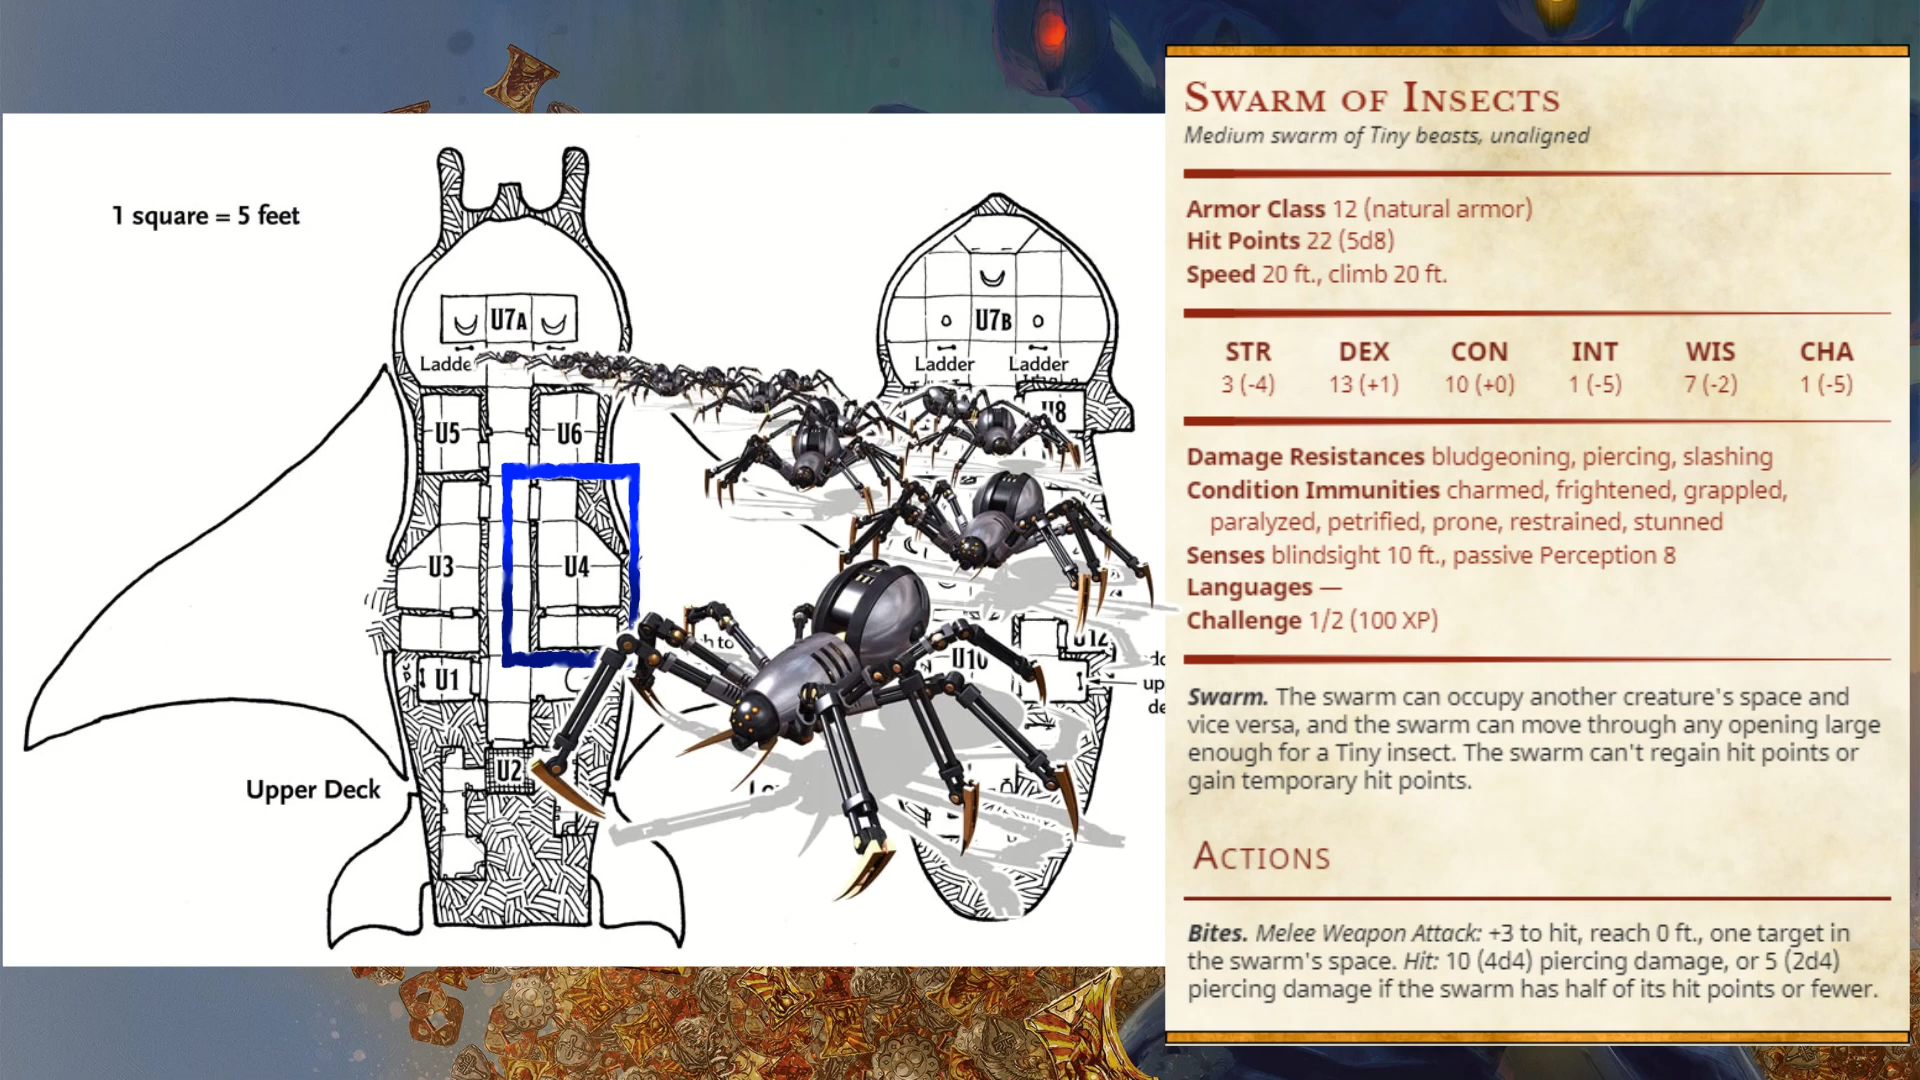 1 square = 5 feet
U7A
U7B
Ladder
Ladder
U8
U5
U6
U3
U4
U1
U10
U12
U2
Upper Deck
SWARM OF INSECTS
Medium swarm of Tiny beasts, unaligned
Armor Class 12 (natural armor)
Hit Points 22 (5d8)
Speed 20 ft., climb 20 ft.
STR DEX CON INT WIS CHA
3 (-4) 13 (+1) 10 (+0) 1 (-5) 7 (-2) 1 (-5)
Damage Resistances bludgeoning, piercing, slashing
Condition Immunities charmed, frightened, grappled,
paralyzed, petrified, prone, restrained, stunned
Senses blindsight 10 ft., passive Perception 8
Languages —
Challenge 1/2 (100 XP)
Swarm. The swarm can occupy another creature's space and
vice versa, and the swarm can move through any opening large
enough for a Tiny insect. The swarm can't regain hit points or
gain temporary hit points.
ACTIONS
Bites. Melee Weapon Attack: +3 to hit, reach 0 ft., one target in
the swarm's space. Hit: 10 (4d4) piercing damage, or 5 (2d4)
piercing damage if the swarm has half of its hit points or fewer.